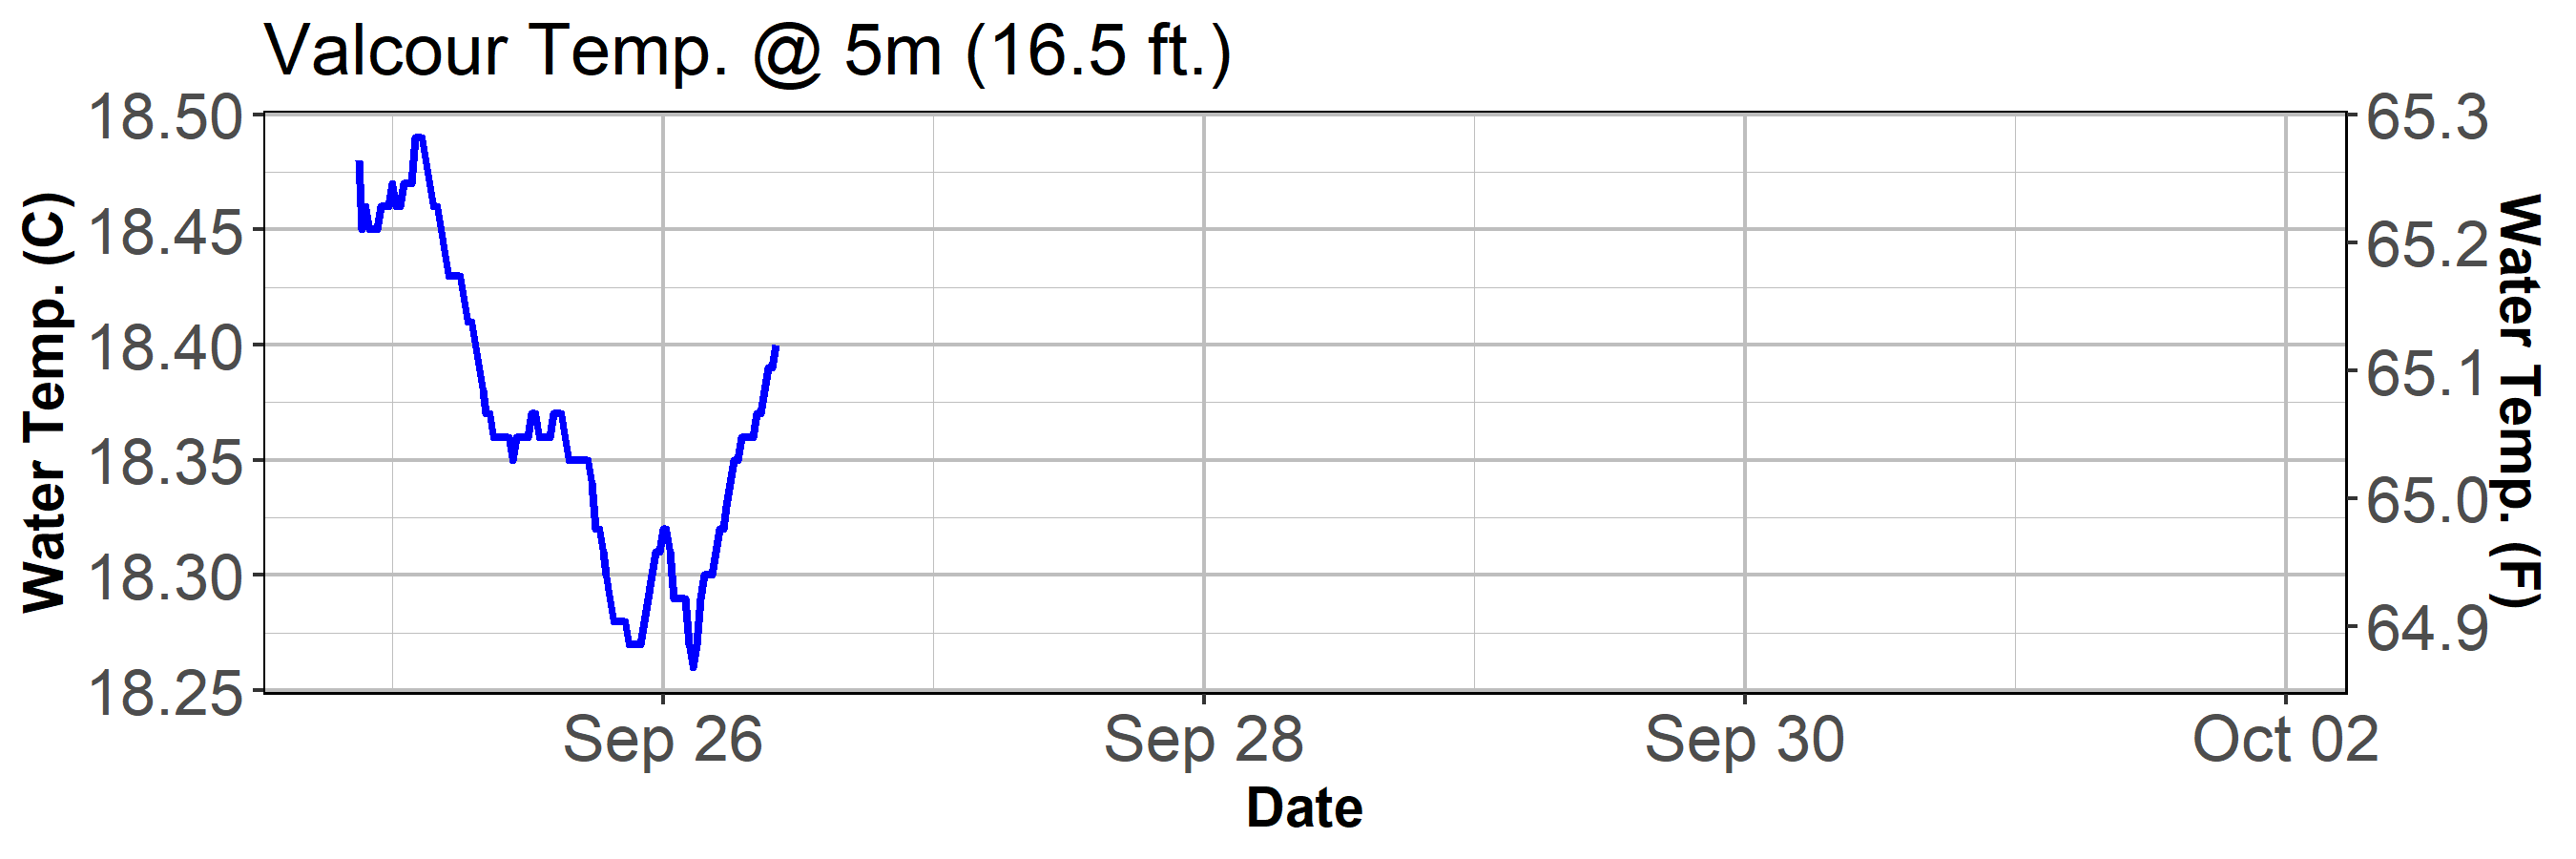 Valcour Temp. @ 5m (16.5 ft.)
Water Temp. (C)
18.50
18.45
18.40
18.35
18.30
18.25
65.3
65.2
65.1
65.0
64.9
Water Temp. (F)
Sep 26
Sep 28
Sep 30
Oct 02
Date